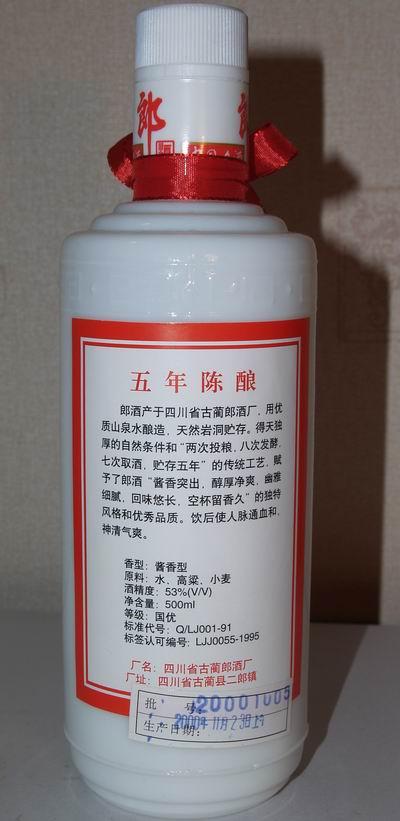 郎
五年陈酿
郎酒产于四川省古蔺郎酒厂，用优
质山泉水酿造，天然岩洞贮存。得天独
厚的自然条件和“两次投粮，八次发酵，
七次取酒，贮存五年”的传统工艺，赋
予了郎酒“酱香突出，醇厚净爽，幽雅
细腻，回味悠长，空杯留香久”的独特
风格和优秀品质。饮后使人脉通血和，
神清气爽。
香型：酱香型
原料：水、高粱、小麦
酒精度：53%(V/V)
净含量：500ml
等级：国优
标准代号：Q/LJ001-91
标签认可编号：LJJ0055-1995
厂名：四川省古蔺郎酒厂
厂址：四川省古蔺县二郎镇
批号：20001005
生产日期：2000年11月23日